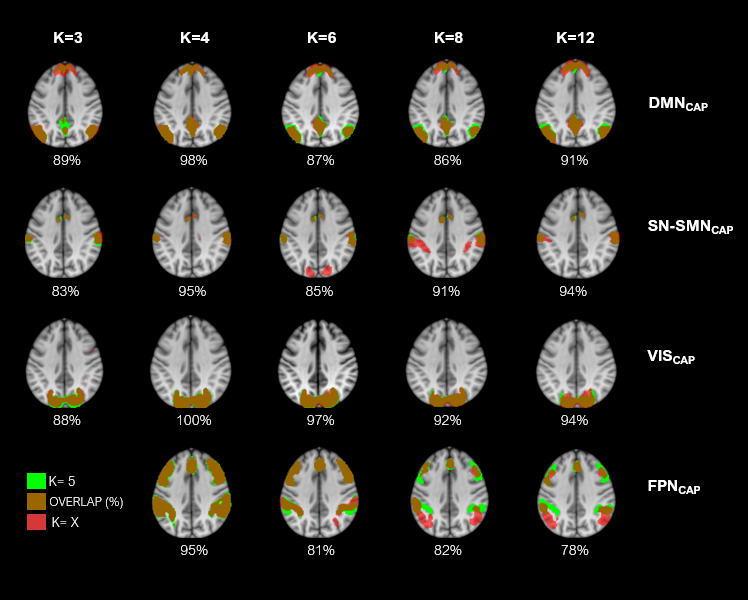 K=3 K=4 K=6 K=8 K=12
DMNCAP
89% 98% 87% 86% 91%
SN-SMNCAP
83% 95% 85% 91% 94%
VISCAP
88% 100% 97% 92% 94%
FPNCAP
K= 5
OVERLAP (%)
K= X
95% 81% 82% 78%